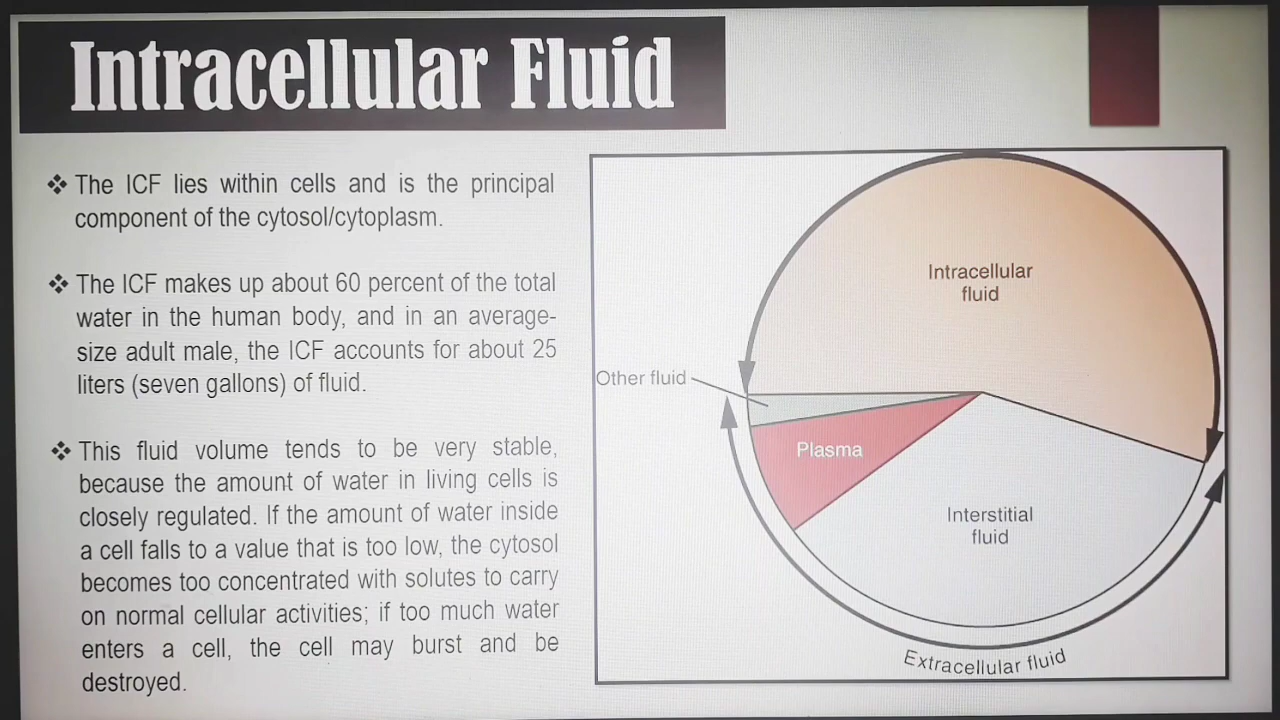 Intracellular Fluid
The ICF lies within cells and is the principal
component of the cytosol/cytoplasm.
The ICF makes up about 60 percent of the total
water in the human body, and in an average-
size adult male, the ICF accounts for about 25
liters (seven gallons) of fluid.
This fluid volume tends to be very stable,
because the amount of water in living cells is
closely regulated. If the amount of water inside
a cell falls to a value that is too low, the cytosol
becomes too concentrated with solutes to carry
on normal cellular activities; if too much water
enters a cell, the cell may burst and be
destroyed.
Intracellular
fluid
Other fluid
Plasma
Interstitial
fluid
Extracellular fluid